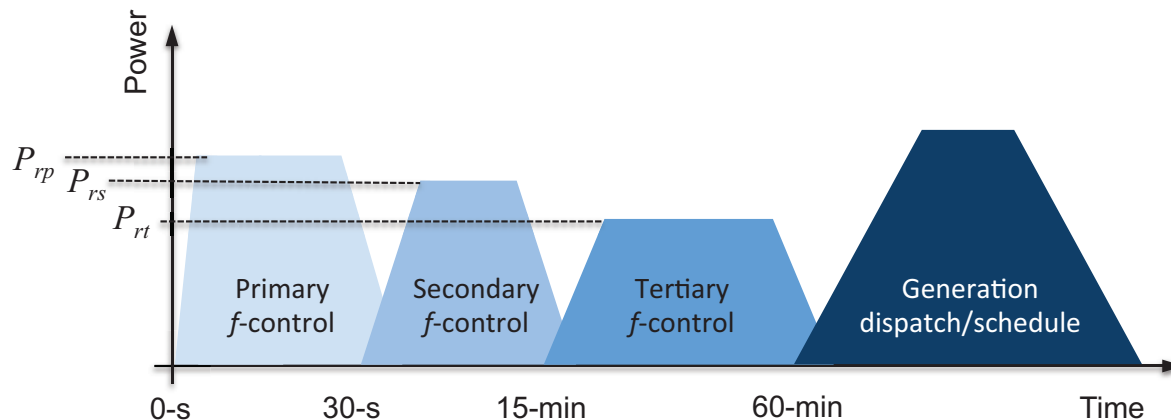 Power
P_rp
P_rs
P_rt
Primary
f-control
Secondary
f-control
Tertiary
f-control
Generation
dispatch/schedule
0-s
30-s
15-min
60-min
Time